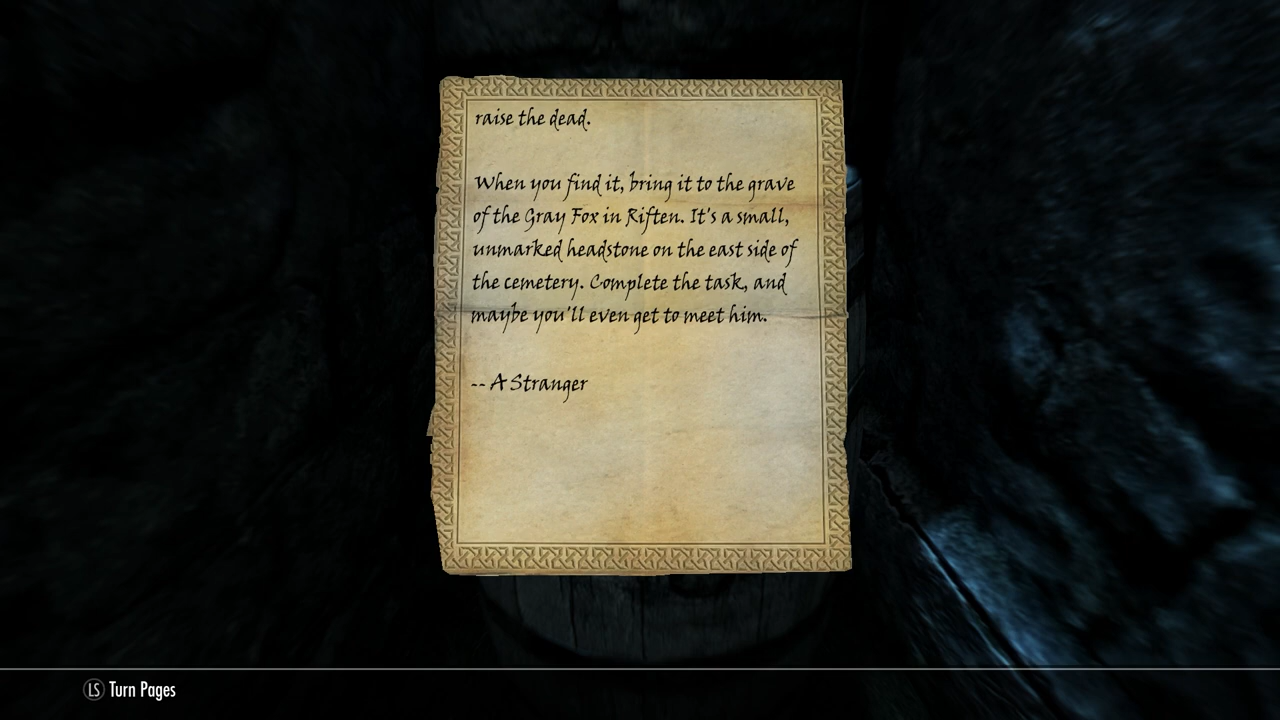 raise the dead.
When you find it, bring it to the grave
of the Gray Fox in Riften. It's a small,
unmarked headstone on the east side of
the cemetery. Complete the task, and
maybe you'll even get to meet him.
-- A Stranger
LS Turn Pages